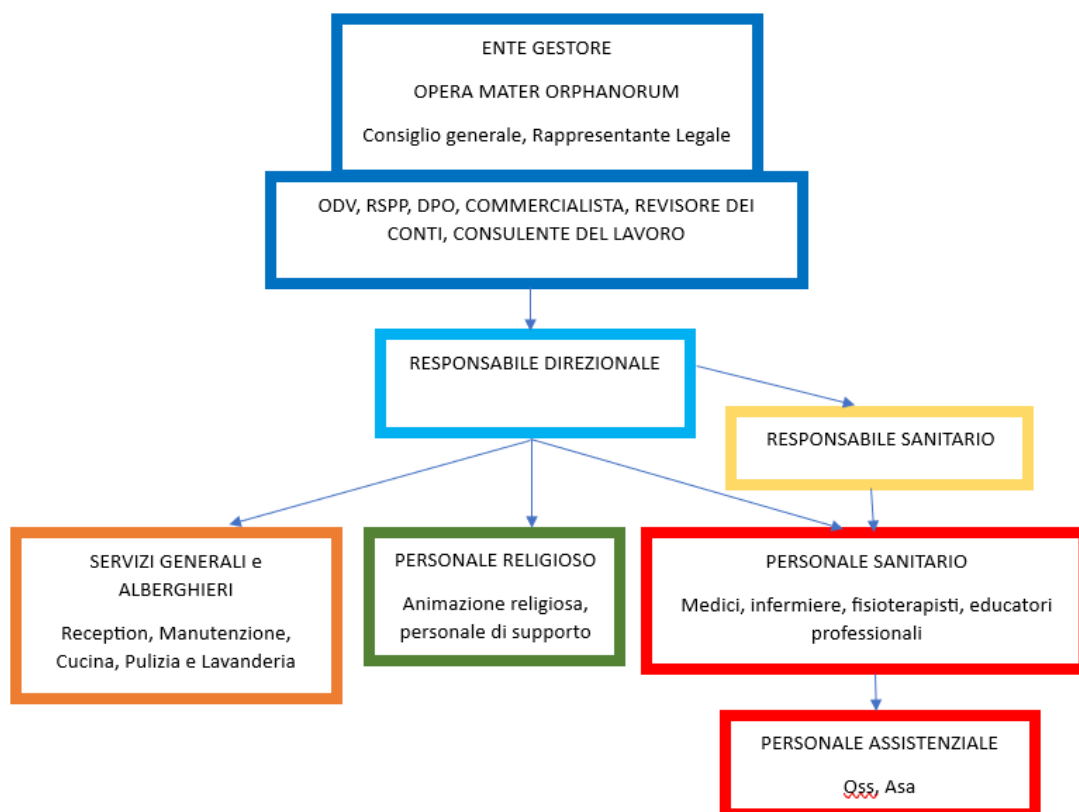 ENTE GESTORE
OPERA MATER ORPHANORUM
Consiglio generale, Rappresentante Legale
ODV, RSPP, DPO, COMMERCIALISTA, REVISORE DEI
CONTI, CONSULENTE DEL LAVORO
RESPONSABILE DIREZIONALE
RESPONSABILE SANITARIO
SERVIZI GENERALI e
ALBERGHIERI
Reception, Manutenzione,
Cucina, Pulizia e Lavanderia
PERSONALE RELIGIOSO
Animazione religiosa,
personale di supporto
PERSONALE SANITARIO
Medici, infermiere, fisioterapisti, educatori
professionali
PERSONALE ASSISTENZIALE
Oss, Asa